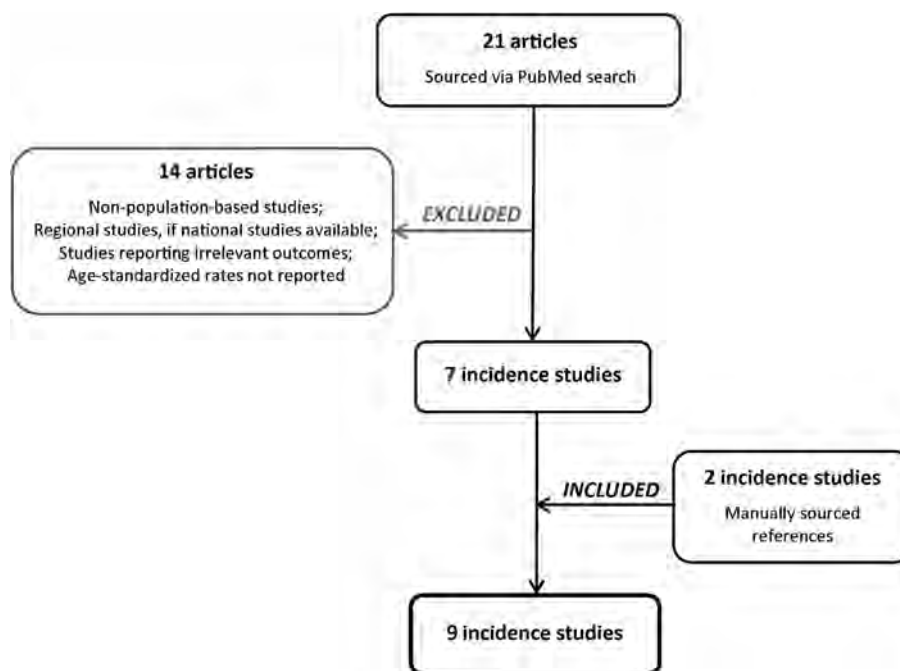 21 articles
Sourced via PubMed search
14 articles
Non-population-based studies;
Regional studies, if national studies available;
Studies reporting irrelevant outcomes;
Age-standardized rates not reported
EXCLUDED
7 incidence studies
2 incidence studies
Manually sourced
references
INCLUDED
9 incidence studies